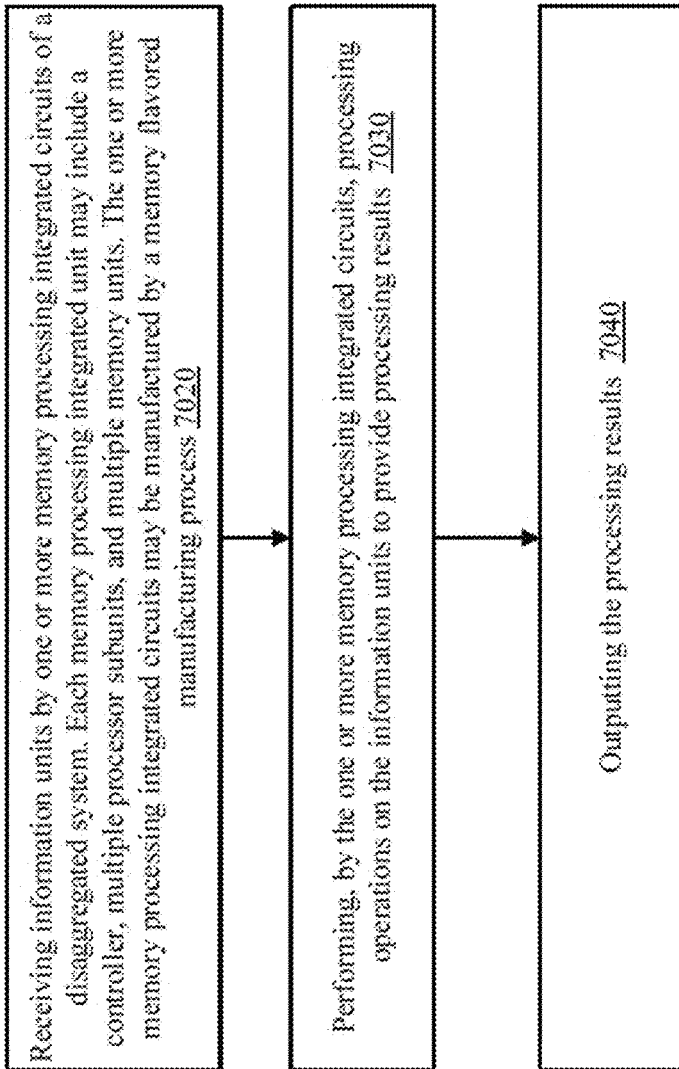 Receiving information units by one or more memory processing integrated circuits of a
disaggregated system. Each memory processing integrated unit may include a
controller, multiple processor subunits, and multiple memory units. The one or more
memory processing integrated circuits may be manufactured by a memory flavored
manufacturing process 7020
Performing, by the one or more memory processing integrated circuits, processing
operations on the information units to provide processing results 7030
Outputting the processing results 7040